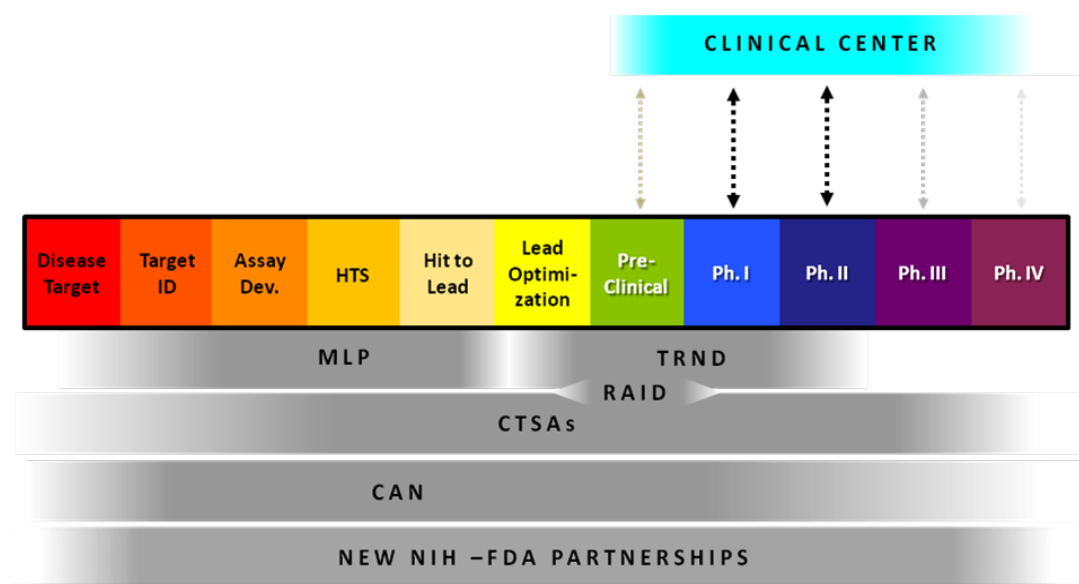 CLINICAL CENTER
Disease
Target
Target
ID
Assay
Dev.
HTS
Hit to
Lead
Lead
Optimi-
zation
Pre-
Clinical
Ph. I
Ph. II
Ph. III
Ph. IV
MLP
TRND
RAID
CTSAs
CAN
NEW NIH –FDA PARTNERSHIPS